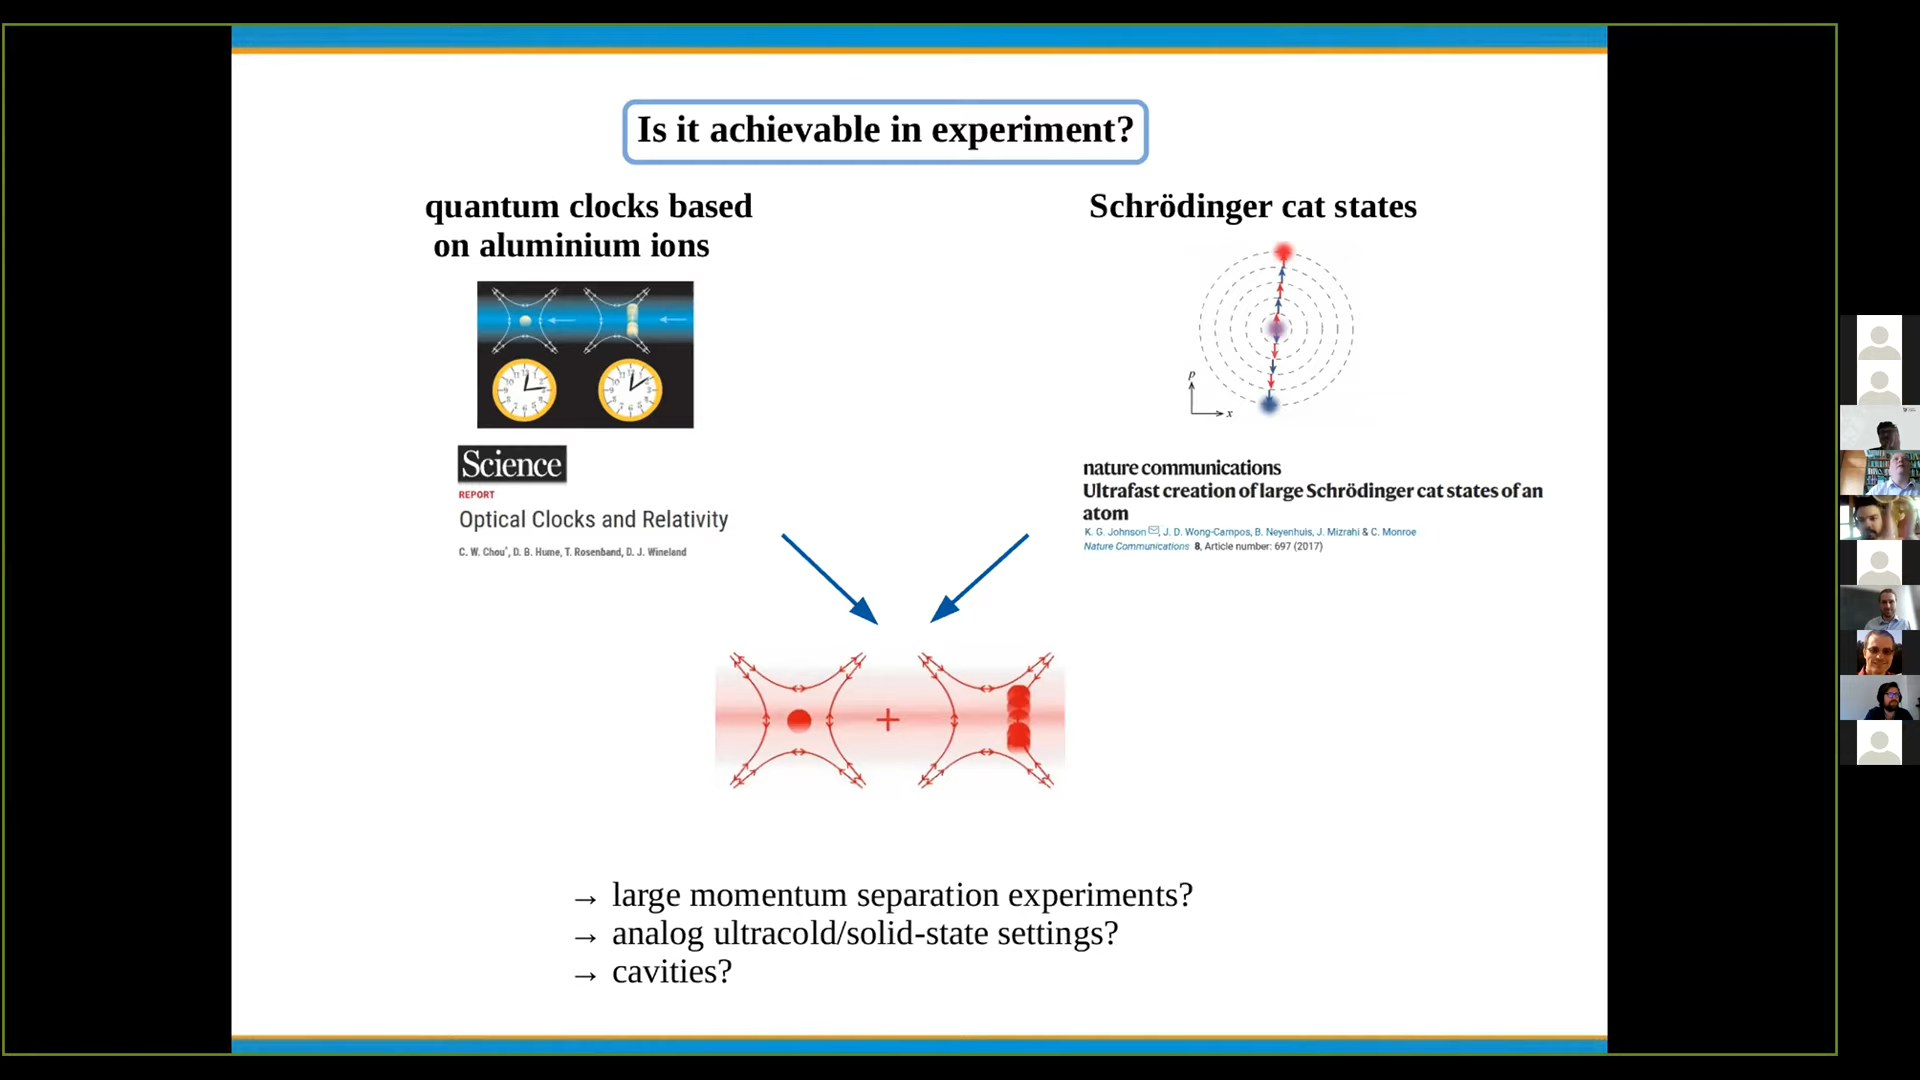 Is it achievable in experiment?
quantum clocks based
on aluminium ions
Science
REPORT
Optical Clocks and Relativity
C. W. Chou*, D. B. Hume, T. Rosenband, D. J. Wineland
Schrödinger cat states
p
x
nature communications
Ultrafast creation of large Schrödinger cat states of an
atom
K. G. Johnson, J. D. Wong-Campos, B. Neyenhuis, J. Mizrahi & C. Monroe
Nature Communications 8, Article number: 697 (2017)
+
→ large momentum separation experiments?
→ analog ultracold/solid-state settings?
→ cavities?